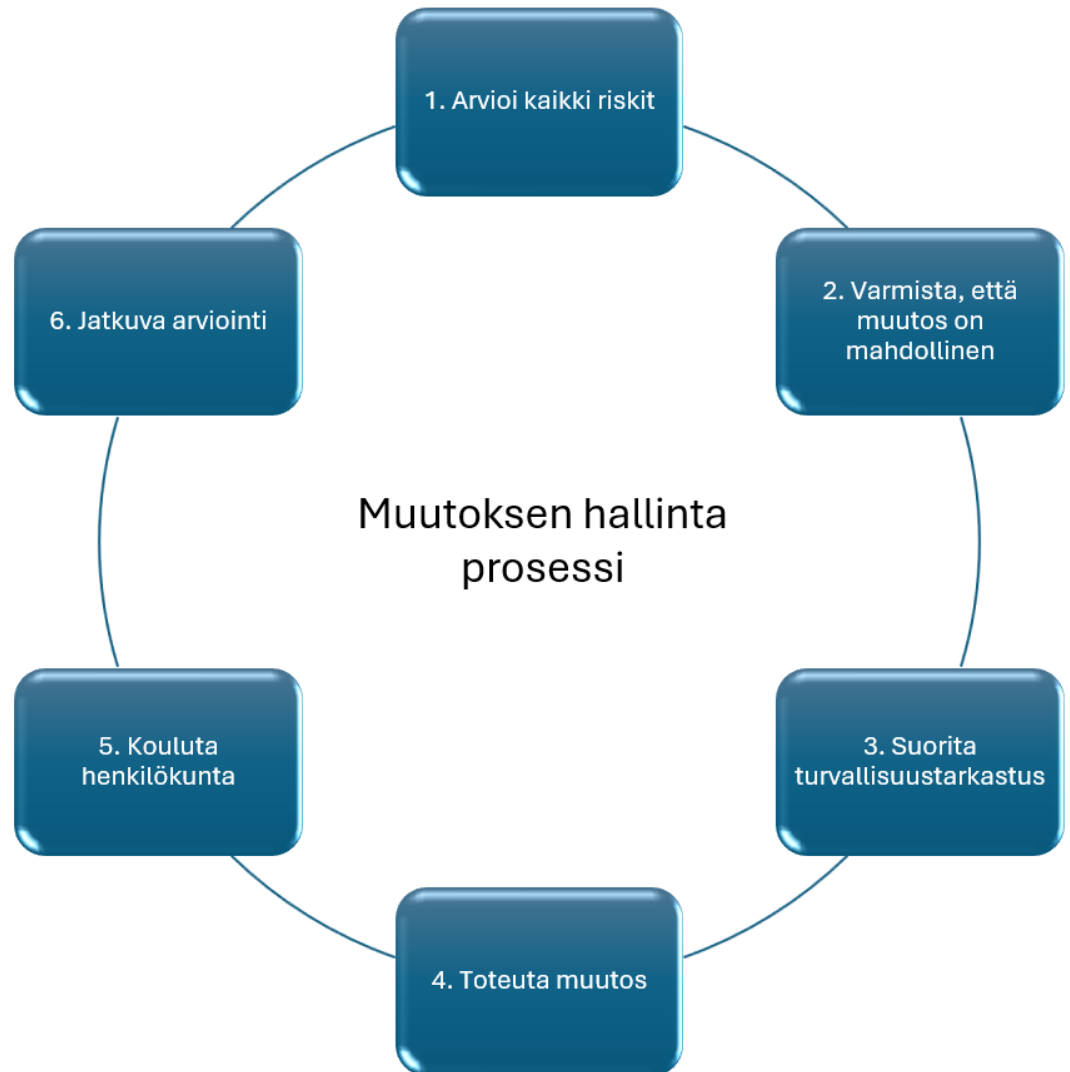 1. Arvioi kaikki riskit
2. Varmista, että
muutos on
mahdollinen
3. Suorita
turvallisuustarkastus
4. Toteuta muutos
5. Kouluta
henkilökunta
6. Jatkuva arviointi
Muutoksen hallinta
prosessi